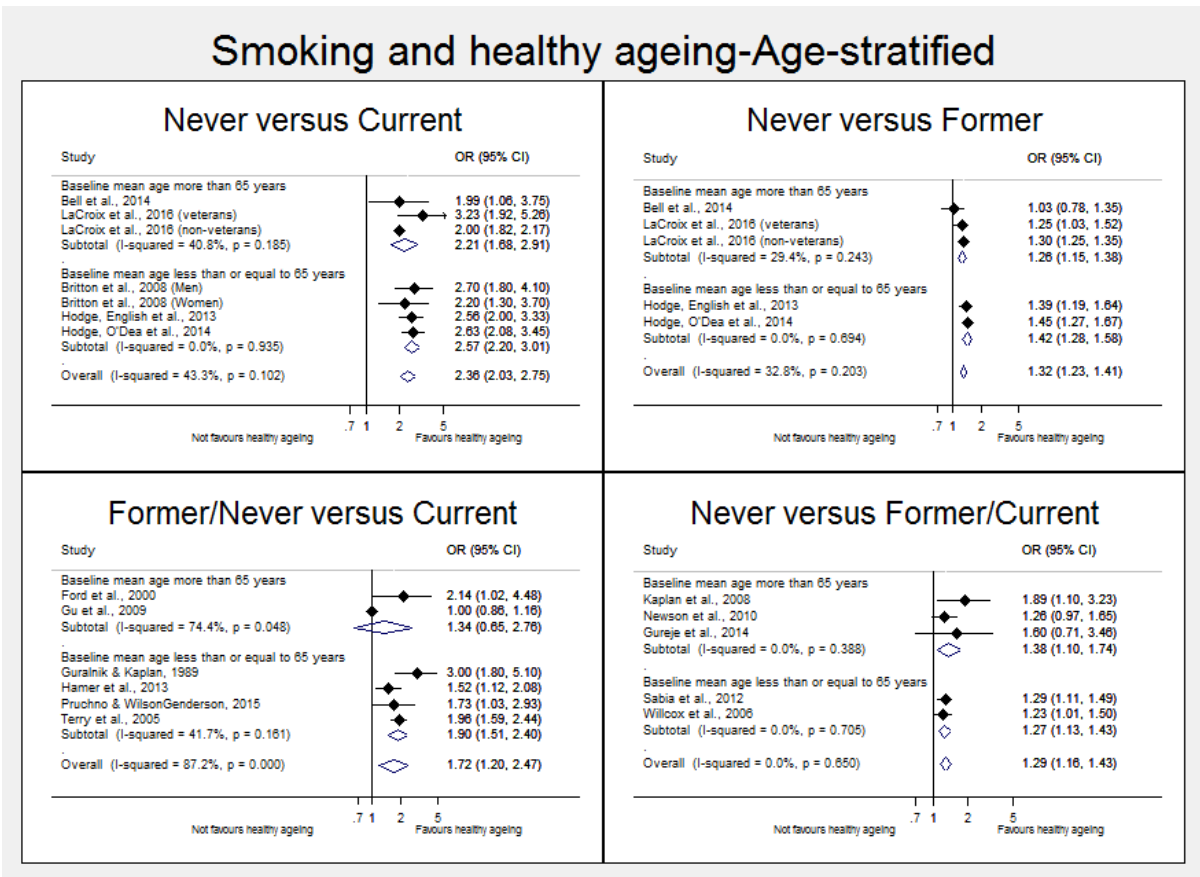 Smoking and healthy ageing-Age-stratified
Never versus Current
Study OR (95% CI)
Baseline mean age more than 65 years
Bell et al., 2014 1.99 (1.06, 3.75)
LaCroix et al., 2016 (veterans) 3.23 (1.92, 5.26)
LaCroix et al., 2016 (non-veterans) 2.00 (1.82, 2.17)
Subtotal (I-squared = 40.8%, p = 0.185) 2.21 (1.68, 2.91)
.
Baseline mean age less than or equal to 65 years
Britton et al., 2008 (Men) 2.70 (1.80, 4.10)
Britton et al., 2008 (Women) 2.20 (1.30, 3.70)
Hodge, English et al., 2013 2.56 (2.00, 3.33)
Hodge, O'Dea et al., 2014 2.63 (2.08, 3.45)
Subtotal (I-squared = 0.0%, p = 0.935) 2.57 (2.20, 3.01)
.
Overall (I-squared = 43.3%, p = 0.102) 2.36 (2.03, 2.75)
.7 1 2 5
Not favours healthy ageing Favours healthy ageing
Never versus Former
Study OR (95% CI)
Baseline mean age more than 65 years
Bell et al., 2014 1.03 (0.78, 1.35)
LaCroix et al., 2016 (veterans) 1.25 (1.03, 1.52)
LaCroix et al., 2016 (non-veterans) 1.30 (1.25, 1.35)
Subtotal (I-squared = 29.4%, p = 0.243) 1.26 (1.15, 1.38)
.
Baseline mean age less than or equal to 65 years
Hodge, English et al., 2013 1.39 (1.19, 1.64)
Hodge, O'Dea et al., 2014 1.45 (1.27, 1.67)
Subtotal (I-squared = 0.0%, p = 0.694) 1.42 (1.28, 1.58)
.
Overall (I-squared = 32.8%, p = 0.203) 1.32 (1.23, 1.41)
.7 1 2 5
Not favours healthy ageing Favours healthy ageing
Former/Never versus Current
Study OR (95% CI)
Baseline mean age more than 65 years
Ford et al., 2000 2.14 (1.02, 4.48)
Gu et al., 2009 1.00 (0.86, 1.16)
Subtotal (I-squared = 74.4%, p = 0.048) 1.34 (0.65, 2.76)
.
Baseline mean age less than or equal to 65 years
Guralnik & Kaplan, 1989 3.00 (1.80, 5.10)
Hamer et al., 2013 1.52 (1.12, 2.08)
Pruchno & WilsonGenderson, 2015 1.73 (1.03, 2.93)
Terry et al., 2005 1.96 (1.59, 2.44)
Subtotal (I-squared = 41.7%, p = 0.161) 1.90 (1.51, 2.40)
.
Overall (I-squared = 87.2%, p = 0.000) 1.72 (1.20, 2.47)
.7 1 2 5
Not favours healthy ageing Favours healthy ageing
Never versus Former/Current
Study OR (95% CI)
Baseline mean age more than 65 years
Kaplan et al., 2008 1.89 (1.10, 3.23)
Newson et al., 2010 1.26 (0.97, 1.65)
Gureje et al., 2014 1.60 (0.71, 3.46)
Subtotal (I-squared = 0.0%, p = 0.388) 1.38 (1.10, 1.74)
.
Baseline mean age less than or equal to 65 years
Sabia et al., 2012 1.29 (1.11, 1.49)
Willcox et al., 2006 1.23 (1.01, 1.50)
Subtotal (I-squared = 0.0%, p = 0.705) 1.27 (1.13, 1.43)
.
Overall (I-squared = 0.0%, p = 0.650) 1.29 (1.16, 1.43)
.7 1 2 5
Not favours healthy ageing Favours healthy ageing